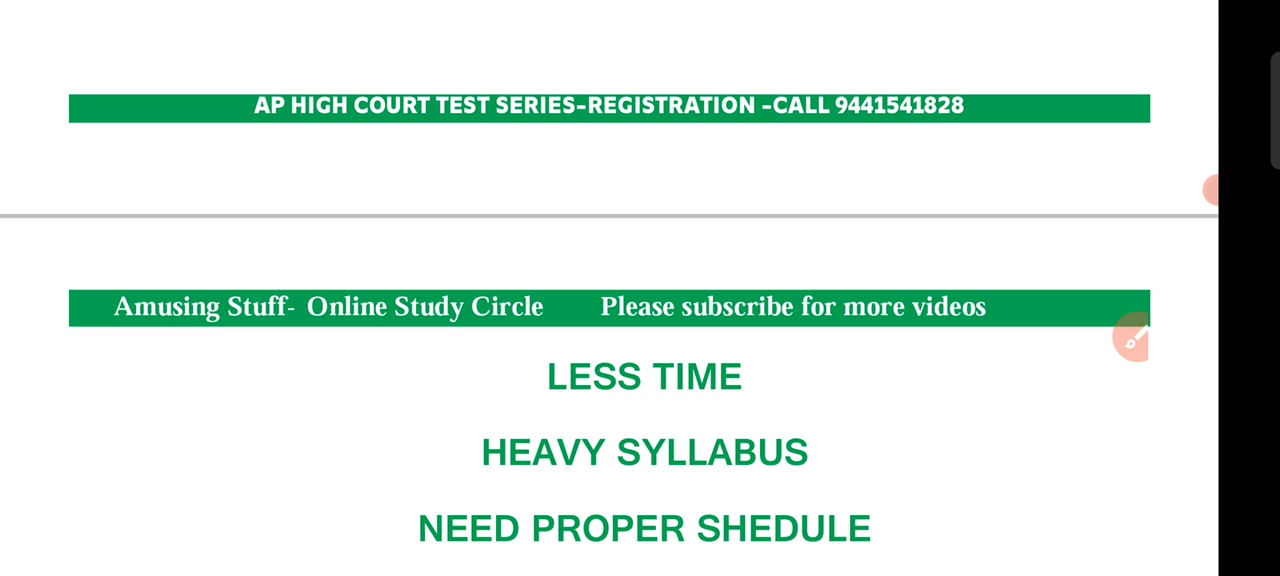 AP HIGH COURT TEST SERIES-REGISTRATION -CALL 9441541828
Amusing Stuff- Online Study Circle Please subscribe for more videos
LESS TIME
HEAVY SYLLABUS
NEED PROPER SHEDULE